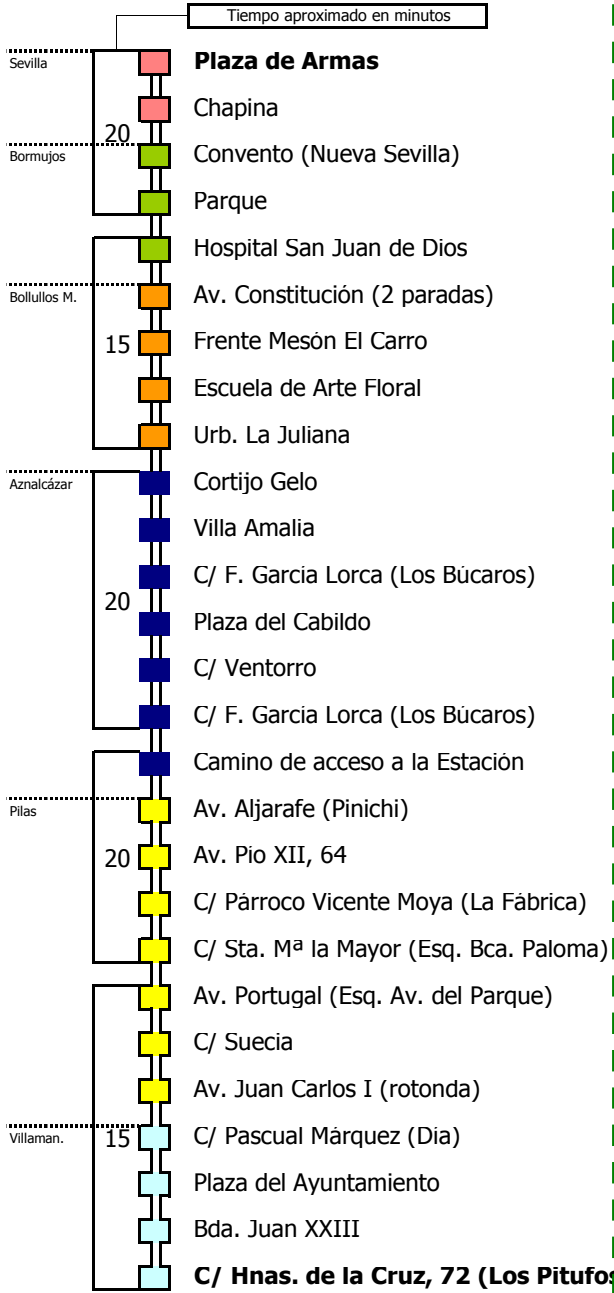 Tiempo aproximado en minutos
Sevilla
Plaza de Armas
Chapina
20
Bormujos
Convento (Nueva Sevilla)
Parque
Hospital San Juan de Dios
Bollullos M.
Av. Constitución (2 paradas)
15
Frente Mesón El Carro
Escuela de Arte Floral
Urb. La Juliana
Aznalcázar
Cortijo Gelo
Villa Amalia
C/ F. García Lorca (Los Búcaros)
20
Plaza del Cabildo
C/ Ventorro
C/ F. García Lorca (Los Búcaros)
Camino de acceso a la Estación
Pilas
Av. Aljarafe (Pinichi)
20
Av. Pío XII, 64
C/ Párroco Vicente Moya (La Fábrica)
C/ Sta. Mª la Mayor (Esq. Bca. Paloma)
Av. Portugal (Esq. Av. del Parque)
C/ Suecia
Av. Juan Carlos I (rotonda)
Villaman.
15
C/ Pascual Márquez (Dia)
Plaza del Ayuntamiento
Bda. Juan XXIII
C/ Hnas. de la Cruz, 72 (Los Pitufos